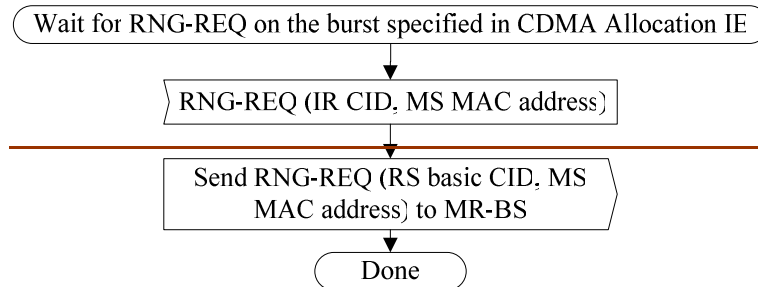 Wait for RNG-REQ on the burst specified in CDMA Allocation IE
RNG-REQ (IR CID, MS MAC address)
Send RNG-REQ (RS basic CID, MS
MAC address) to MR-BS
Done